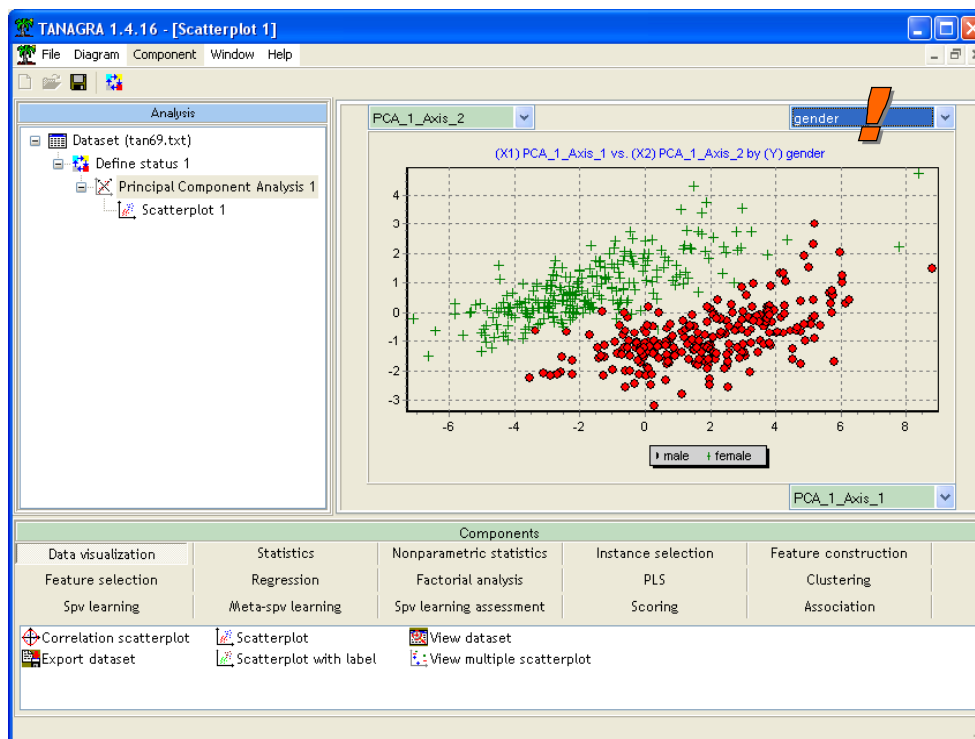 TANAGRA 1.4.16 - [Scatterplot 1]
File Diagram Component Window Help
Analysis
Dataset (tan69.txt)
Define status 1
Principal Component Analysis 1
Scatterplot 1
PCA_1_Axis_2
gender
!
(X1) PCA_1_Axis_1 vs. (X2) PCA_1_Axis_2 by (Y) gender
4
3
2
1
0
-1
-2
-3
-6 -4 -2 0 2 4 6 8
male female
PCA_1_Axis_1
Components
Data visualization Statistics Nonparametric statistics Instance selection Feature construction
Feature selection Regression Factorial analysis PLS Clustering
Spv learning Meta-spv learning Spv learning assessment Scoring Association
Correlation scatterplot Scatterplot View dataset
Export dataset Scatterplot with label View multiple scatterplot